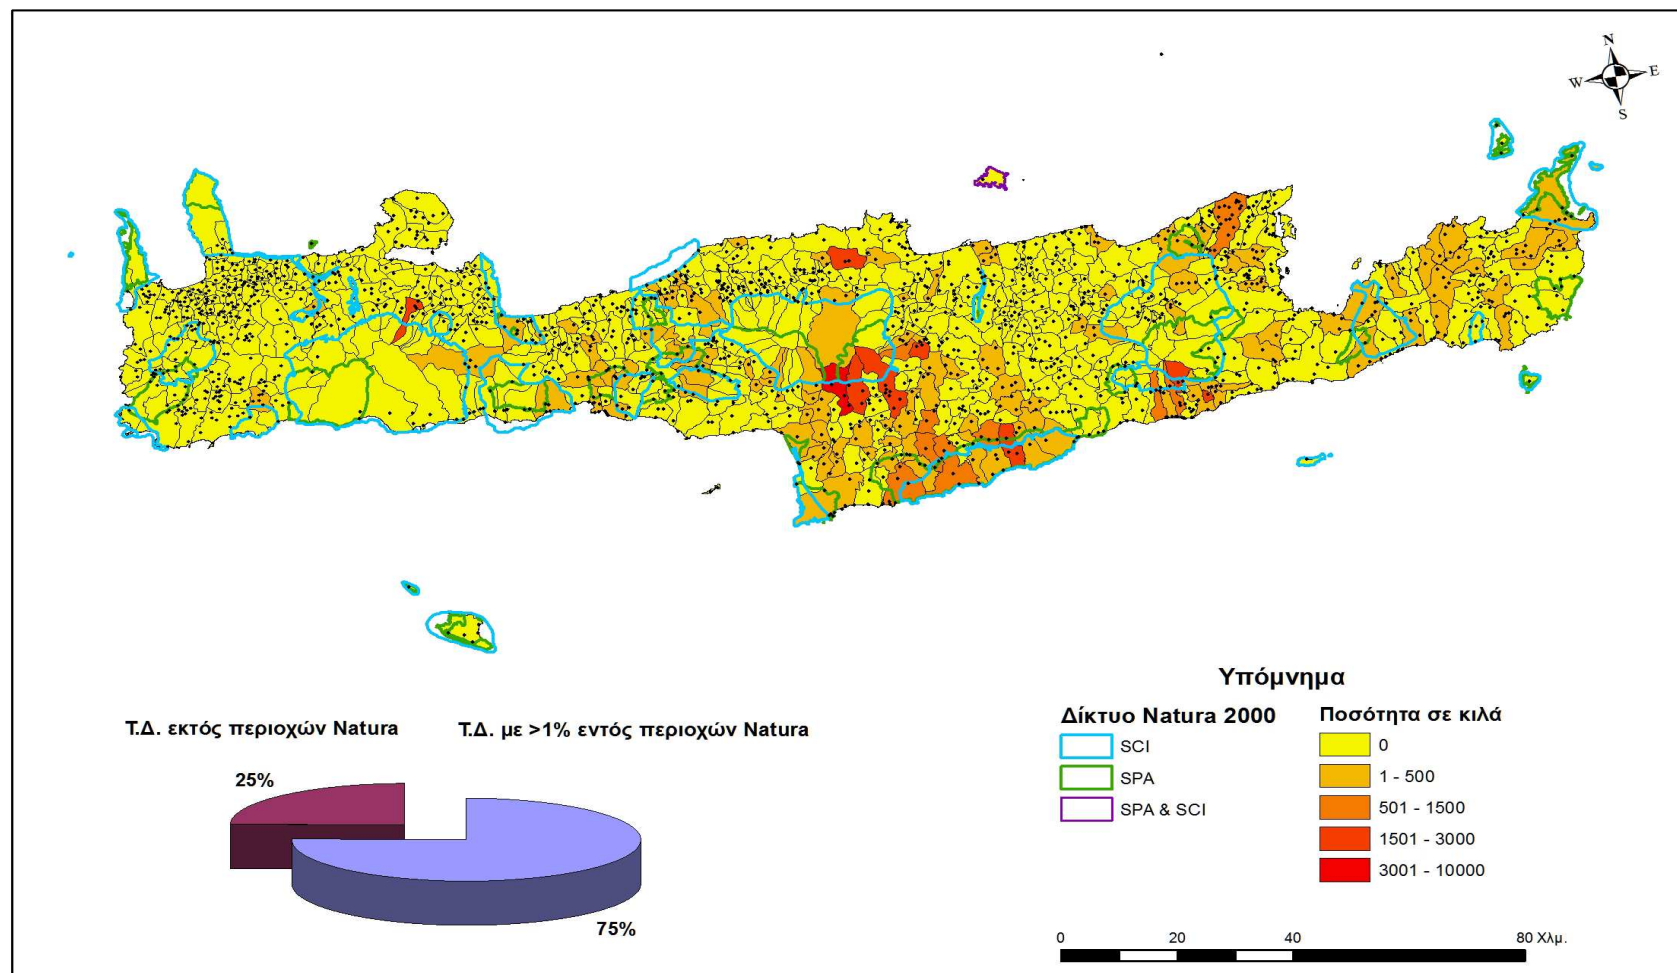 N
W E
S
Υπόμνημα
Δίκτυο Natura 2000
SCI
SPA
SPA & SCI
Ποσότητα σε κιλά
0
1 - 500
501 - 1500
1501 - 3000
3001 - 10000
Τ.Δ. εκτός περιοχών Natura
Τ.Δ. με >1% εντός περιοχών Natura
25%
75%
0 20 40 80 Χλμ.